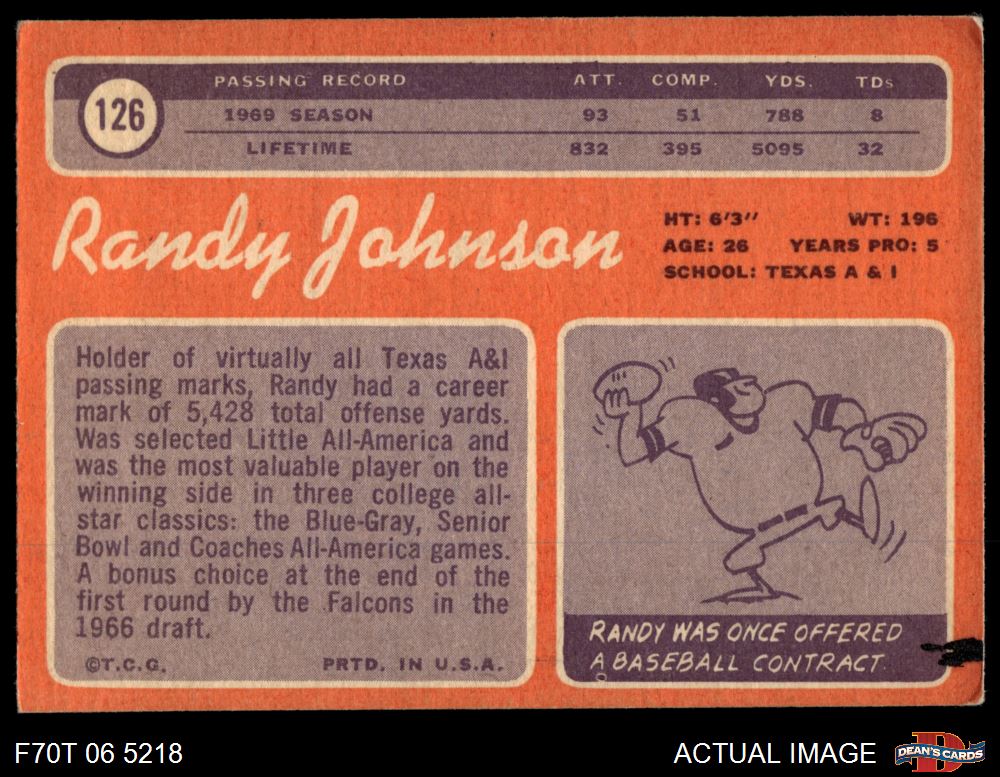 126
PASSING RECORD ATT. COMP. YDS. TDs
1969 SEASON 93 51 788 8
LIFETIME 832 395 5095 32
Randy Johnson
HT: 6'3" WT: 196
AGE: 26 YEARS PRO: 5
SCHOOL: TEXAS A & I
Holder of virtually all Texas A&I
passing marks, Randy had a career
mark of 5,428 total offense yards.
Was selected Little All-America and
was the most valuable player on the
winning side in three college all-
star classics: the Blue-Gray, Senior
Bowl and Coaches All-America games.
A bonus choice at the end of the
first round by the Falcons in the
1966 draft.
©T.C.G. PRTD. IN U.S.A.
RANDY WAS ONCE OFFERED
A BASEBALL CONTRACT.
F70T 06 5218 ACTUAL IMAGE D DEAN'S CARDS